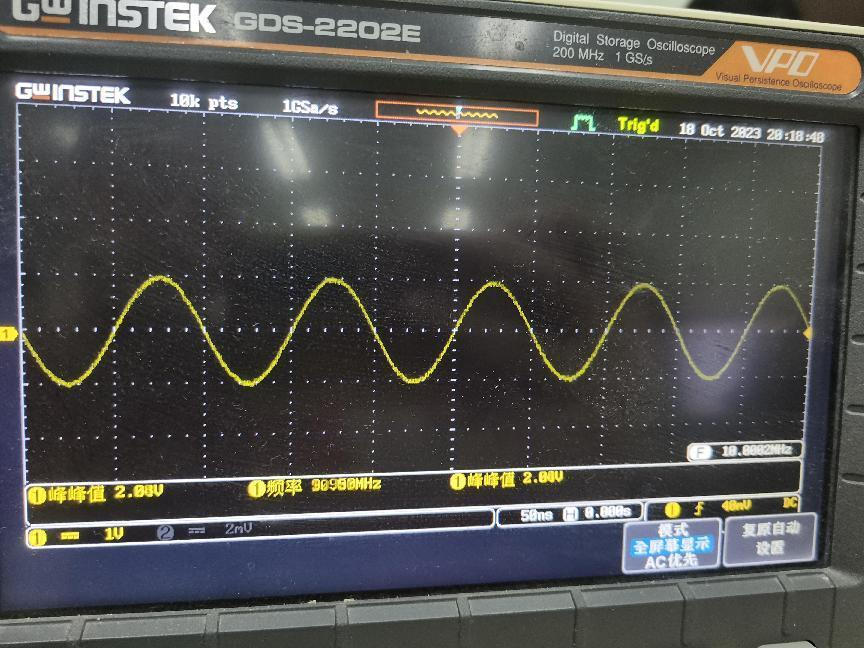 GWINSTEK GDS-2202E
Digital Storage Oscilloscope
200 MHz 1 GS/s
VPO
Visual Persistence Oscilloscope
GWINSTEK 10k pts 1GSa/s Trig'd 18 Oct 2023 20:18:48
1
F 10.0002MHz
1 峰峰值 2.08V 1 频率 MHz 1 峰峰值 2.08V
1 1V 2 2mV 50ns H 0.000s 1 40mV DC
模式
全屏幕显示
AC优先
复原自动
设置